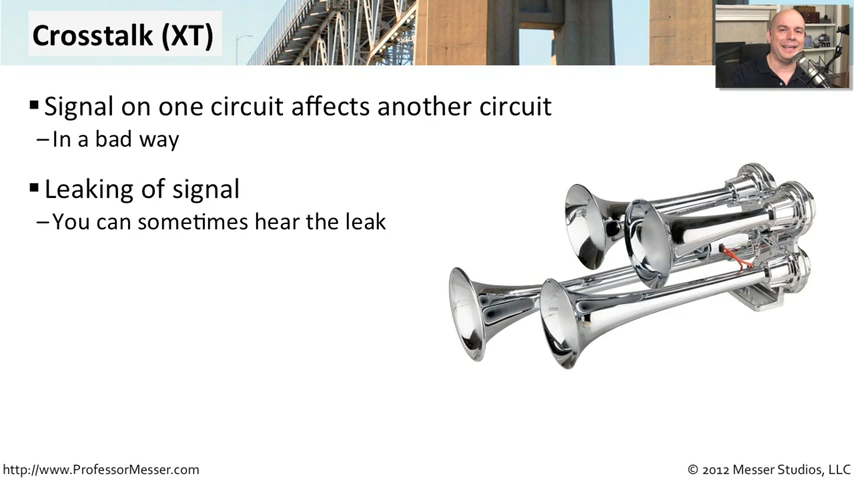 Crosstalk (XT)
▪ Signal on one circuit affects another circuit
– In a bad way
▪ Leaking of signal
– You can sometimes hear the leak
http://www.ProfessorMesser.com
© 2012 Messer Studios, LLC